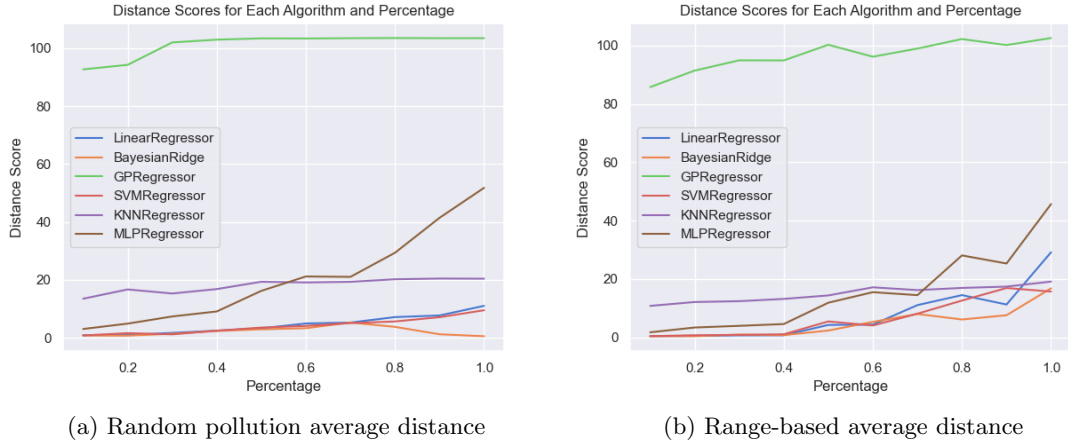 Distance Scores for Each Algorithm and Percentage
100
80
60
40
20
0
Distance Score
LinearRegressor
BayesianRidge
GPRegressor
SVMRegressor
KNNRegressor
MLPRegressor
0.2
0.4
0.6
0.8
1.0
Percentage
(a) Random pollution average distance
Distance Scores for Each Algorithm and Percentage
100
80
60
40
20
0
Distance Score
LinearRegressor
BayesianRidge
GPRegressor
SVMRegressor
KNNRegressor
MLPRegressor
0.2
0.4
0.6
0.8
1.0
Percentage
(b) Range-based average distance